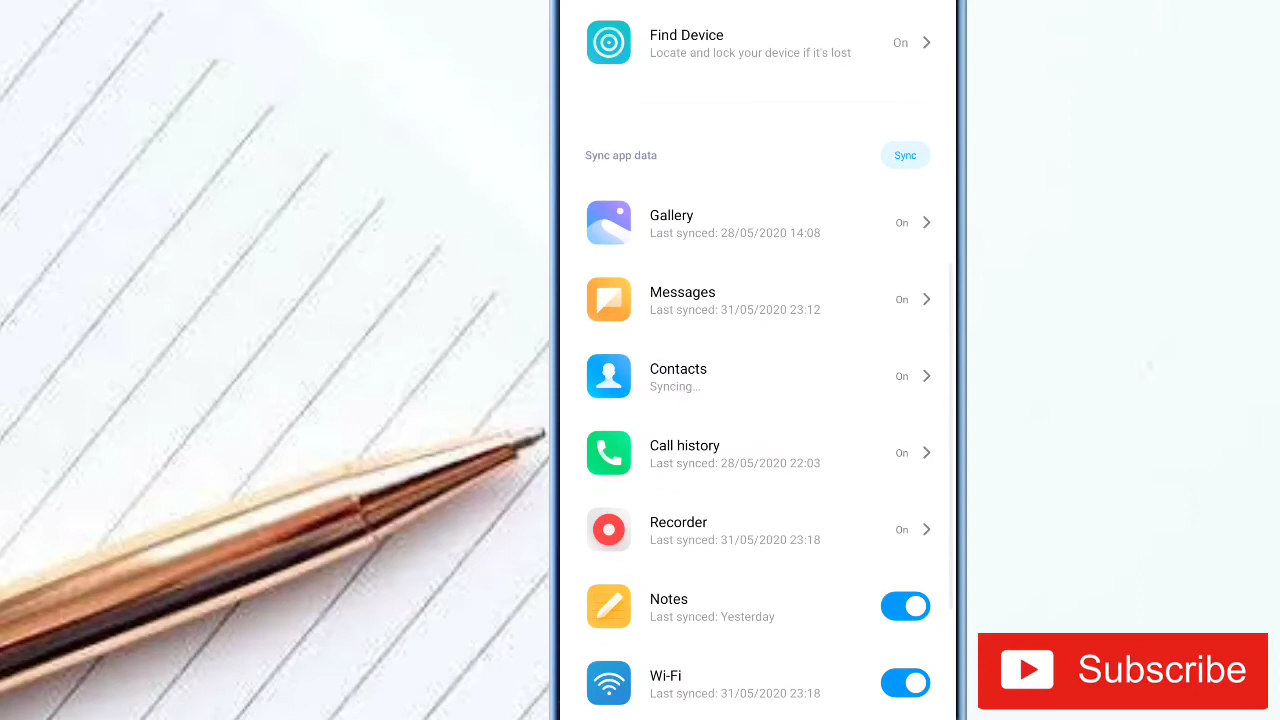 Find Device
Locate and lock your device if it's lost
On
Sync app data
Sync
Gallery
Last synced: 28/05/2020 14:08
On
Messages
Last synced: 31/05/2020 23:12
On
Contacts
Syncing...
On
Call history
Last synced: 28/05/2020 22:03
On
Recorder
Last synced: 31/05/2020 23:18
On
Notes
Last synced: Yesterday
Wi-Fi
Last synced: 31/05/2020 23:18
Subscribe